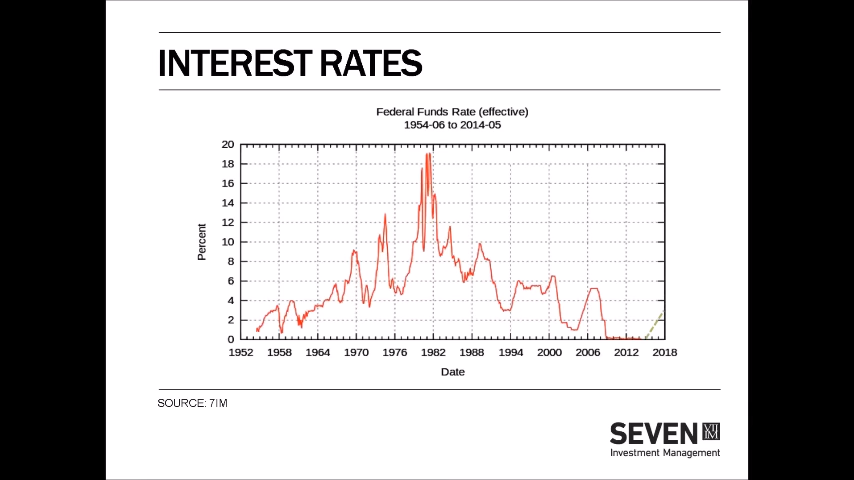 INTEREST RATES
Federal Funds Rate (effective)
1954-06 to 2014-05
20
18
16
14
12
10
8
6
4
2
0
Percent
1952 1958 1964 1970 1976 1982 1988 1994 2000 2006 2012 2018
Date
SOURCE: 7IM
SEVEN VII IM
Investment Management